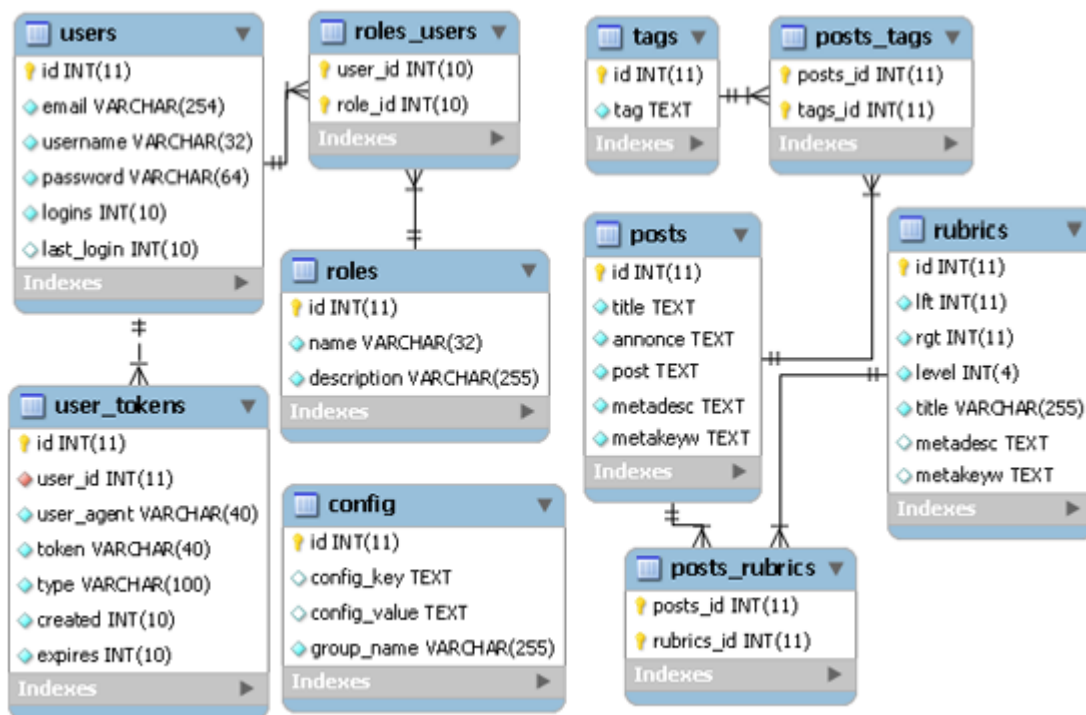 users
id INT(11)
email VARCHAR(254)
username VARCHAR(32)
password VARCHAR(64)
logins INT(10)
last_login INT(10)
Indexes
roles_users
user_id INT(10)
role_id INT(10)
Indexes
tags
id INT(11)
tag TEXT
Indexes
posts_tags
posts_id INT(11)
tags_id INT(11)
Indexes
roles
id INT(11)
name VARCHAR(32)
description VARCHAR(255)
Indexes
posts
id INT(11)
title TEXT
annonce TEXT
post TEXT
metadesc TEXT
metakeyw TEXT
Indexes
rubrics
id INT(11)
lft INT(11)
rgt INT(11)
level INT(4)
title VARCHAR(255)
metadesc TEXT
metakeyw TEXT
Indexes
user_tokens
id INT(11)
user_id INT(11)
user_agent VARCHAR(40)
token VARCHAR(40)
type VARCHAR(100)
created INT(10)
expires INT(10)
Indexes
config
id INT(11)
config_key TEXT
config_value TEXT
group_name VARCHAR(255)
Indexes
posts_rubrics
posts_id INT(11)
rubrics_id INT(11)
Indexes